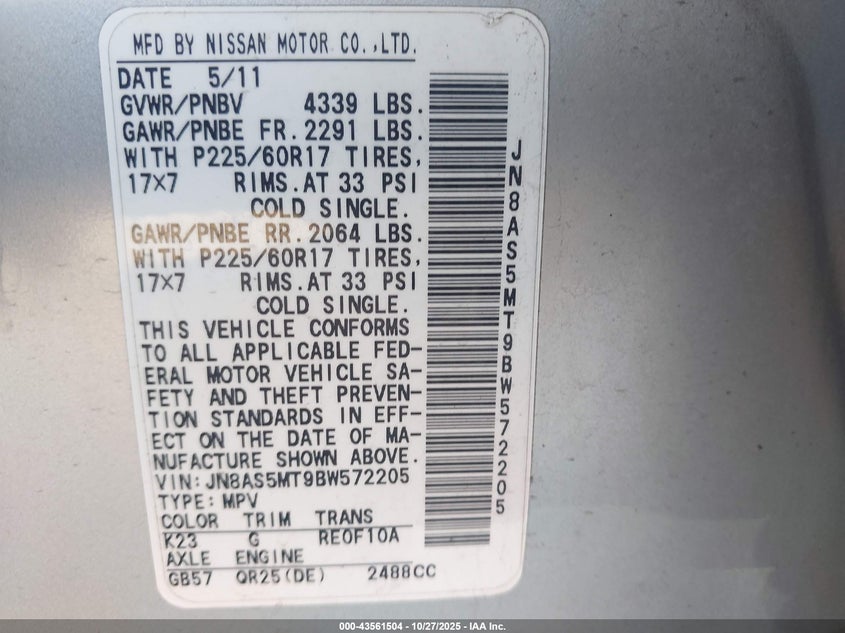 MFD BY NISSAN MOTOR CO.,LTD.
DATE 5/11
GVWR/PNBV 4339 LBS.
GAWR/PNBE FR. 2291 LBS.
WITH P225/60R17 TIRES,
17×7 RIMS. AT 33 PSI
COLD SINGLE.
GAWR/PNBE RR. 2064 LBS.
WITH P225/60R17 TIRES,
17×7 RIMS. AT 33 PSI
COLD SINGLE.
THIS VEHICLE CONFORMS
TO ALL APPLICABLE FED-
ERAL MOTOR VEHICLE SA-
FETY AND THEFT PREVEN-
TION STANDARDS IN EFF-
ECT ON THE DATE OF MA-
NUFACTURE SHOWN ABOVE.
VIN: JN8AS5MT9BW572205
TYPE: MPV
COLOR TRIM TRANS
K23 G RE0F10A
AXLE ENGINE
GB57 QR25(DE) 2488CC
JN8AS5MT9BW572205
000-43561504 | 10/27/2025 - IAA Inc.